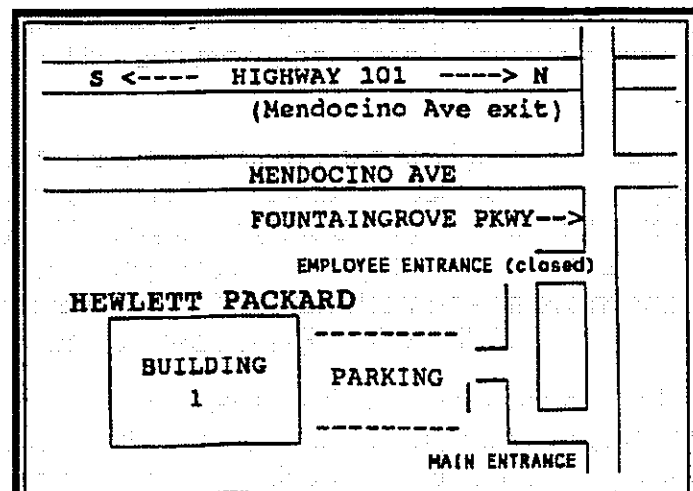 S <---- HIGHWAY 101 ----> N
(Mendocino Ave exit)
MENDOCINO AVE
FOUNTAINGROVE PKWY-->
EMPLOYEE ENTRANCE (closed)
HEWLETT PACKARD
BUILDING
1
PARKING
MAIN ENTRANCE